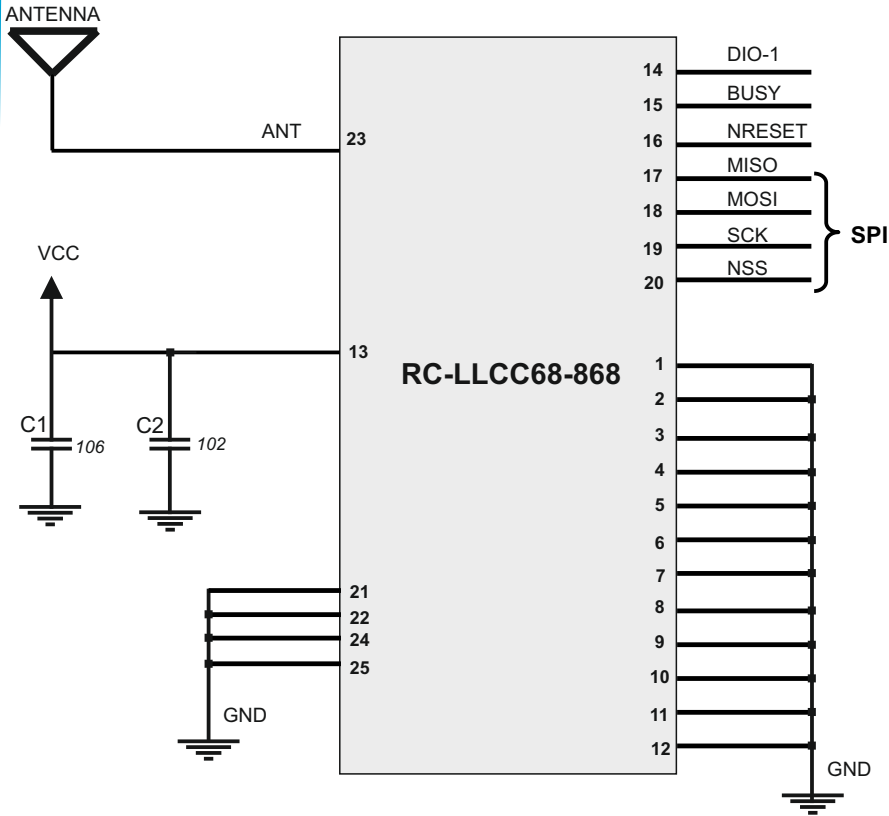 ANTENNA
ANT
23
VCC
13
C1
106
C2
102
21
22
24
25
GND
RC-LLCC68-868
14
DIO-1
15
BUSY
16
NRESET
17
MISO
18
MOSI
19
SCK
20
NSS
SPI
1
2
3
4
5
6
7
8
9
10
11
12
GND